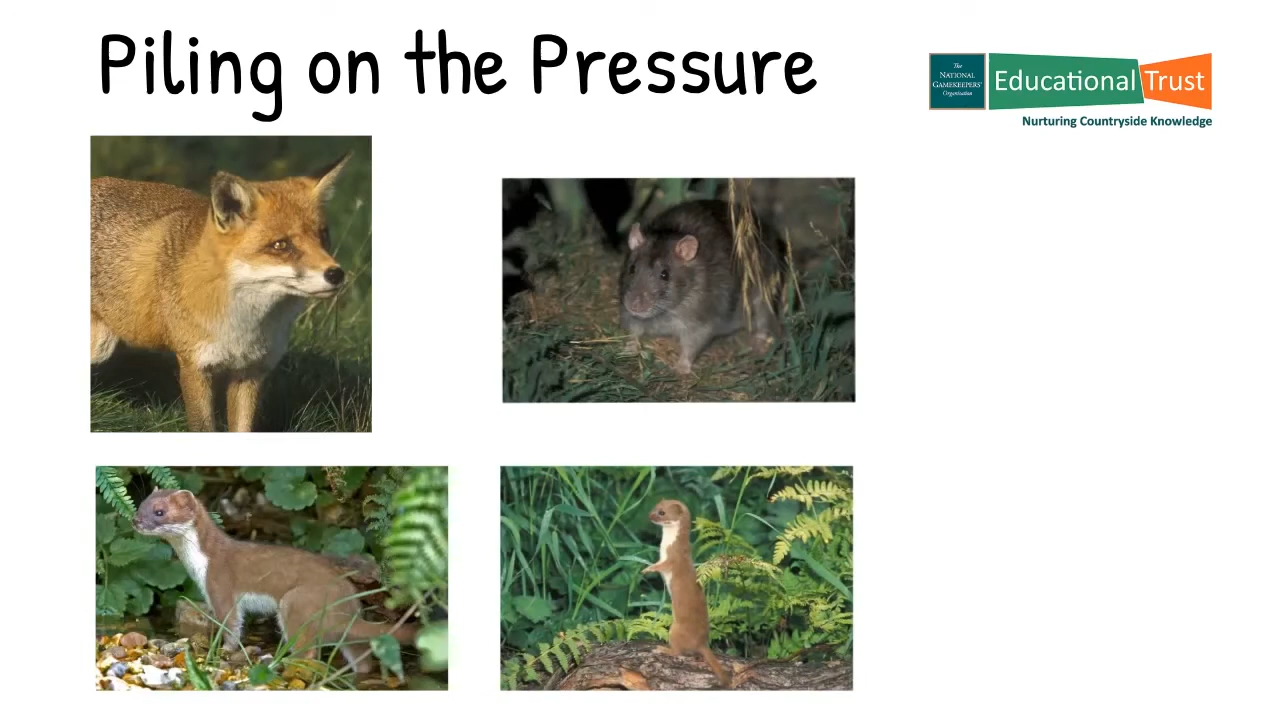 Piling on the Pressure
The
NATIONAL
GAMEKEEPERS'
Organisation
Educational Trust
Nurturing Countryside Knowledge